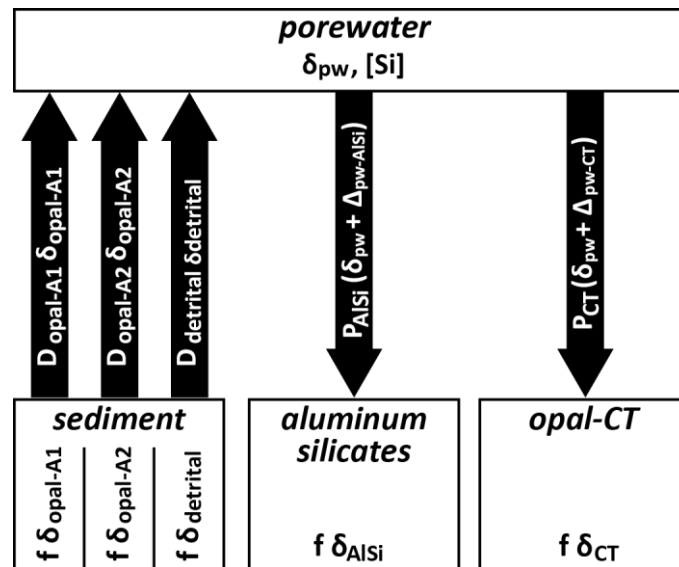 porewater
δpw, [Si]
D opal-A1 δopal-A1
D opal-A2 δopal-A2
D detrital δdetrital
PAlSi (δpw + Δpw-AlSi)
PCT (δpw + Δpw-CT)
sediment
f δopal-A1
f δopal-A2
f δdetrital
aluminum
silicates
f δAlSi
opal-CT
f δCT